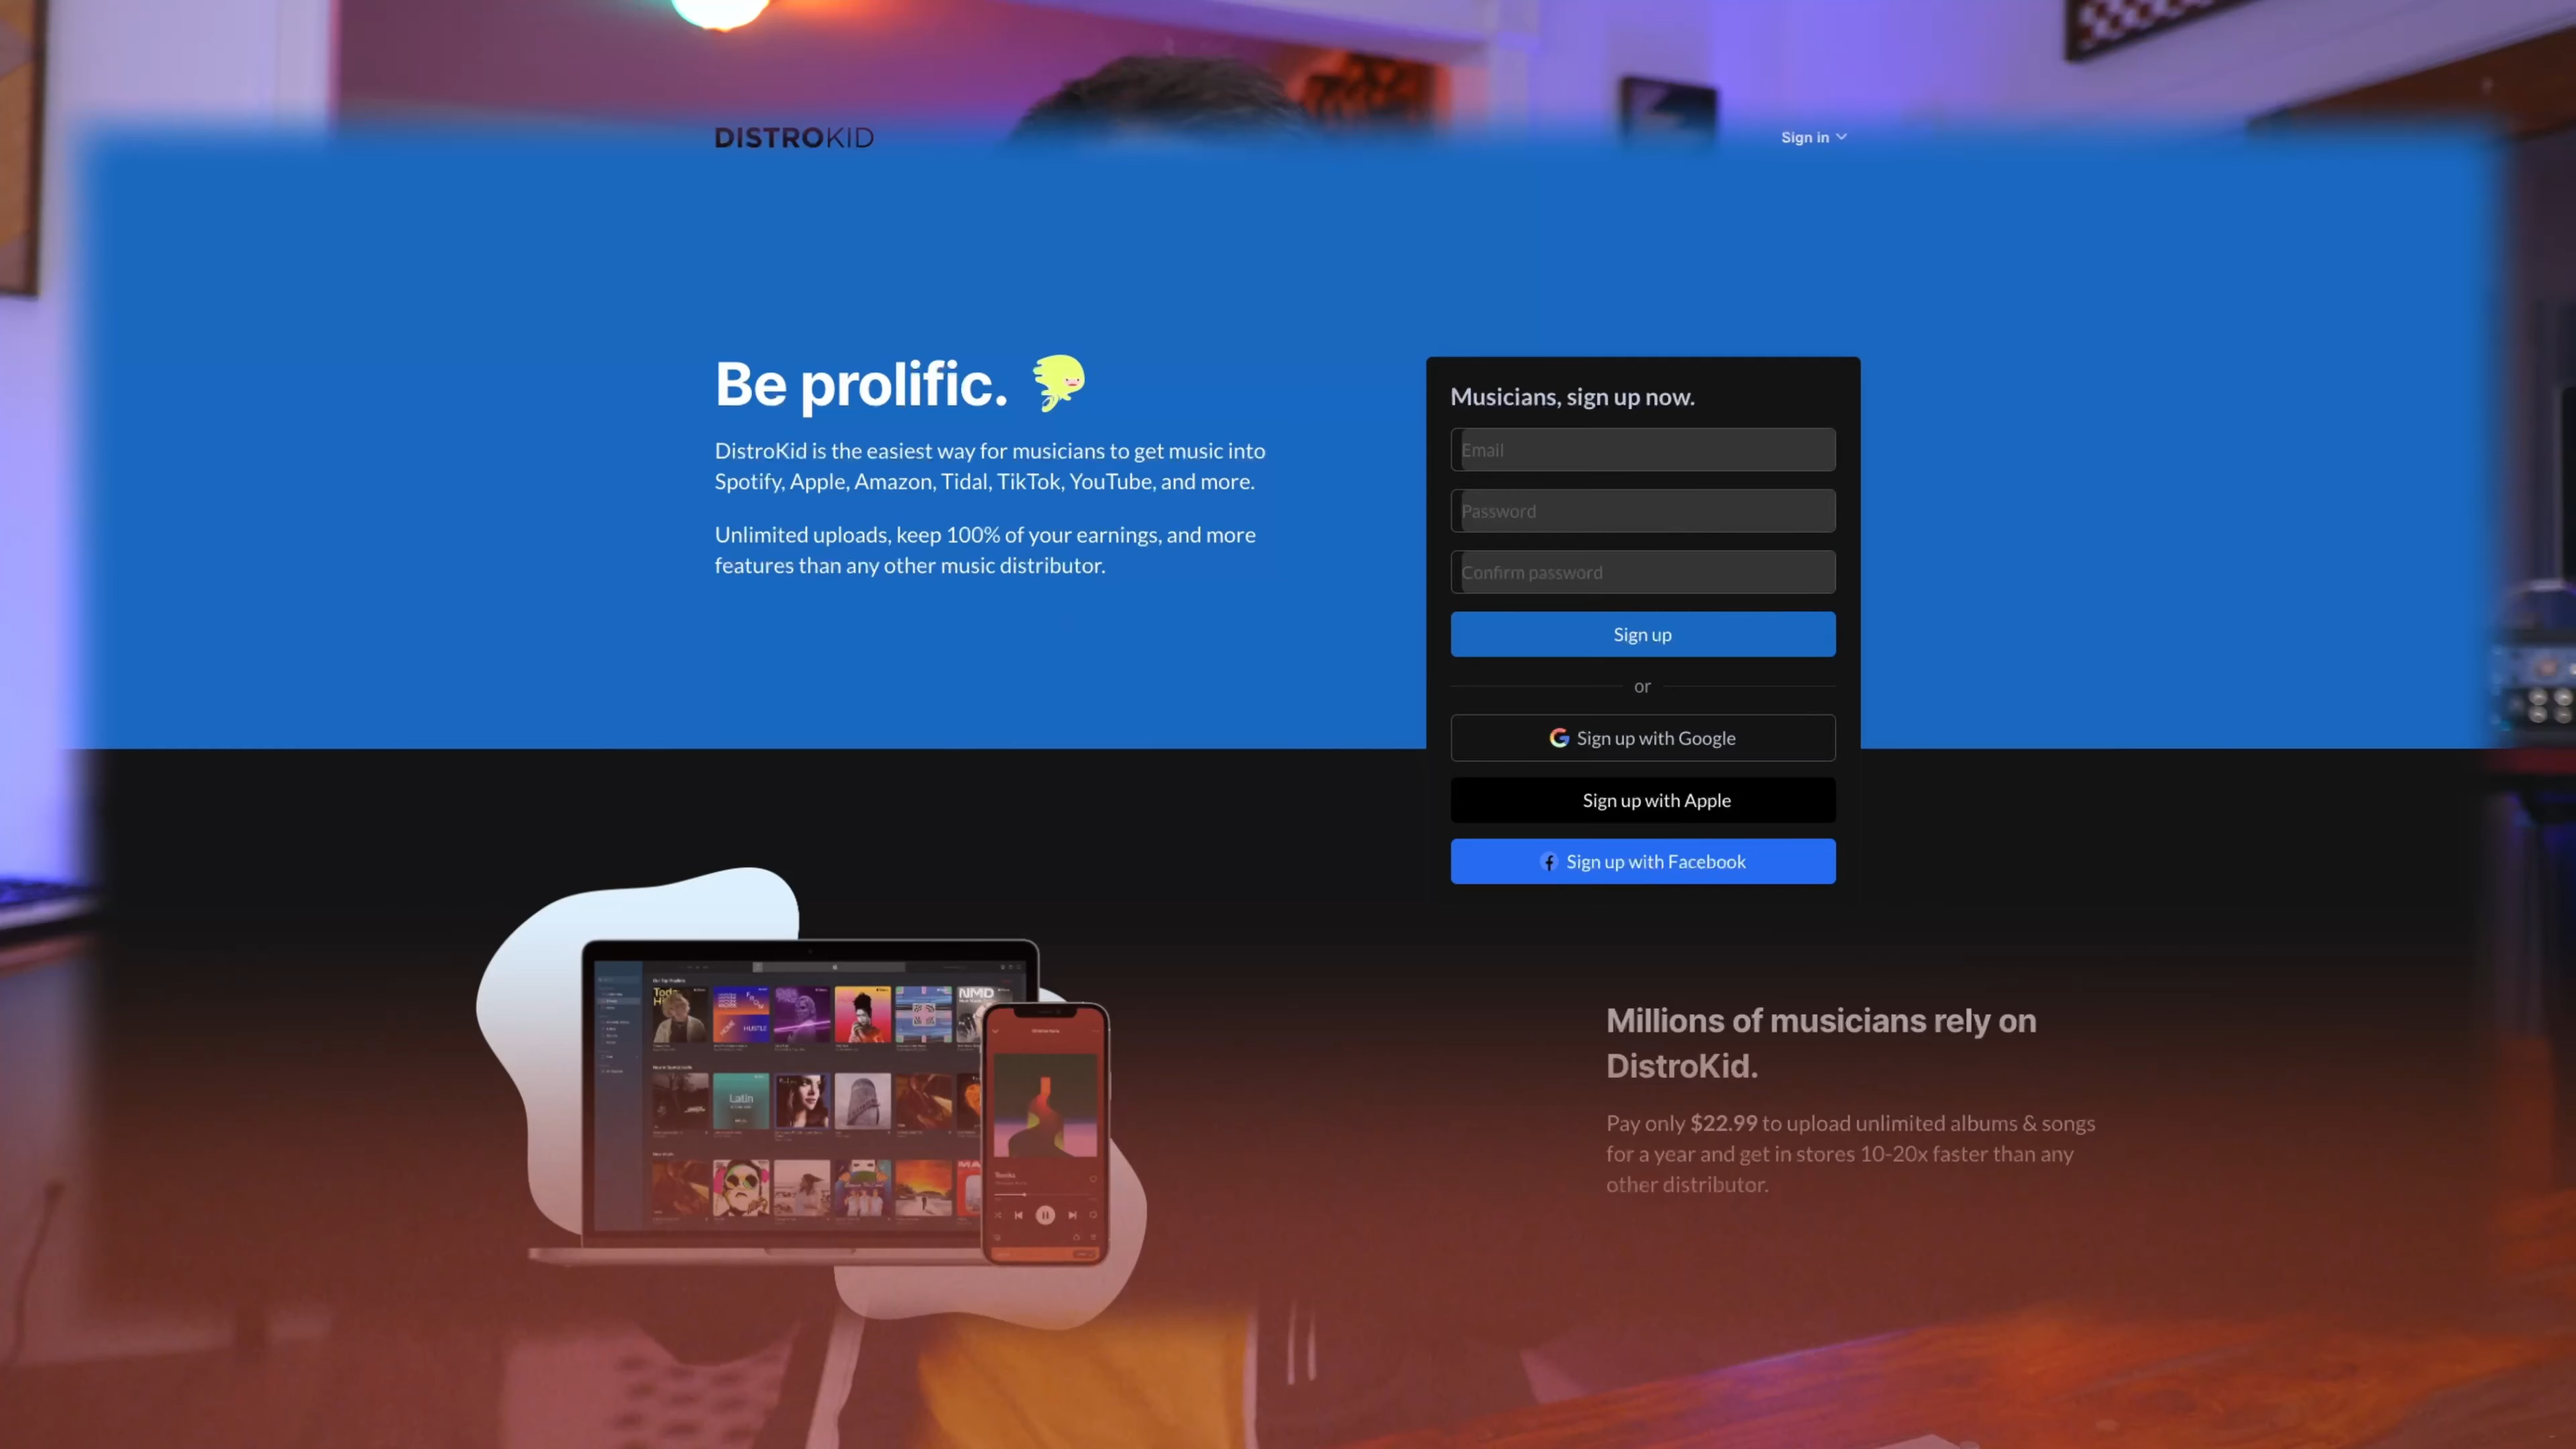 DISTROKID
Sign in
Be prolific.
DistroKid is the easiest way for musicians to get music into
Spotify, Apple, Amazon, Tidal, TikTok, YouTube, and more.
Unlimited uploads, keep 100% of your earnings, and more
features than any other music distributor.
Musicians, sign up now.
Email
Password
Confirm password
Sign up
or
Sign up with Google
Sign up with Apple
Sign up with Facebook
NMD
HUSTLE
Latin
Millions of musicians rely on
DistroKid.
Pay only $22.99 to upload unlimited albums & songs
for a year and get in stores 10-20x faster than any
other distributor.